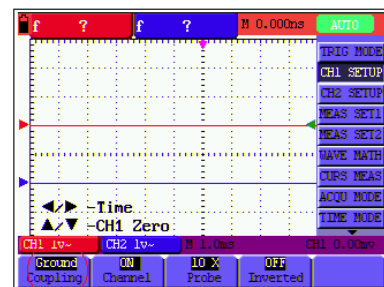 f ? f ? M 0.000ns AUTO
TRIG MODE
CH1 SETUP
CH2 SETUP
MEAS SET1
MEAS SET2
WAVE MATH
CURS MEAS
ACQU MODE
TIME MODE
◄/► -Time
▲/▼ -CH1 Zero
CH1 1v~ CH2 1v~ M 1.0ms CH1 0.00mv
Ground ON 10 X OFF
Coupling Channel Probe Inverted